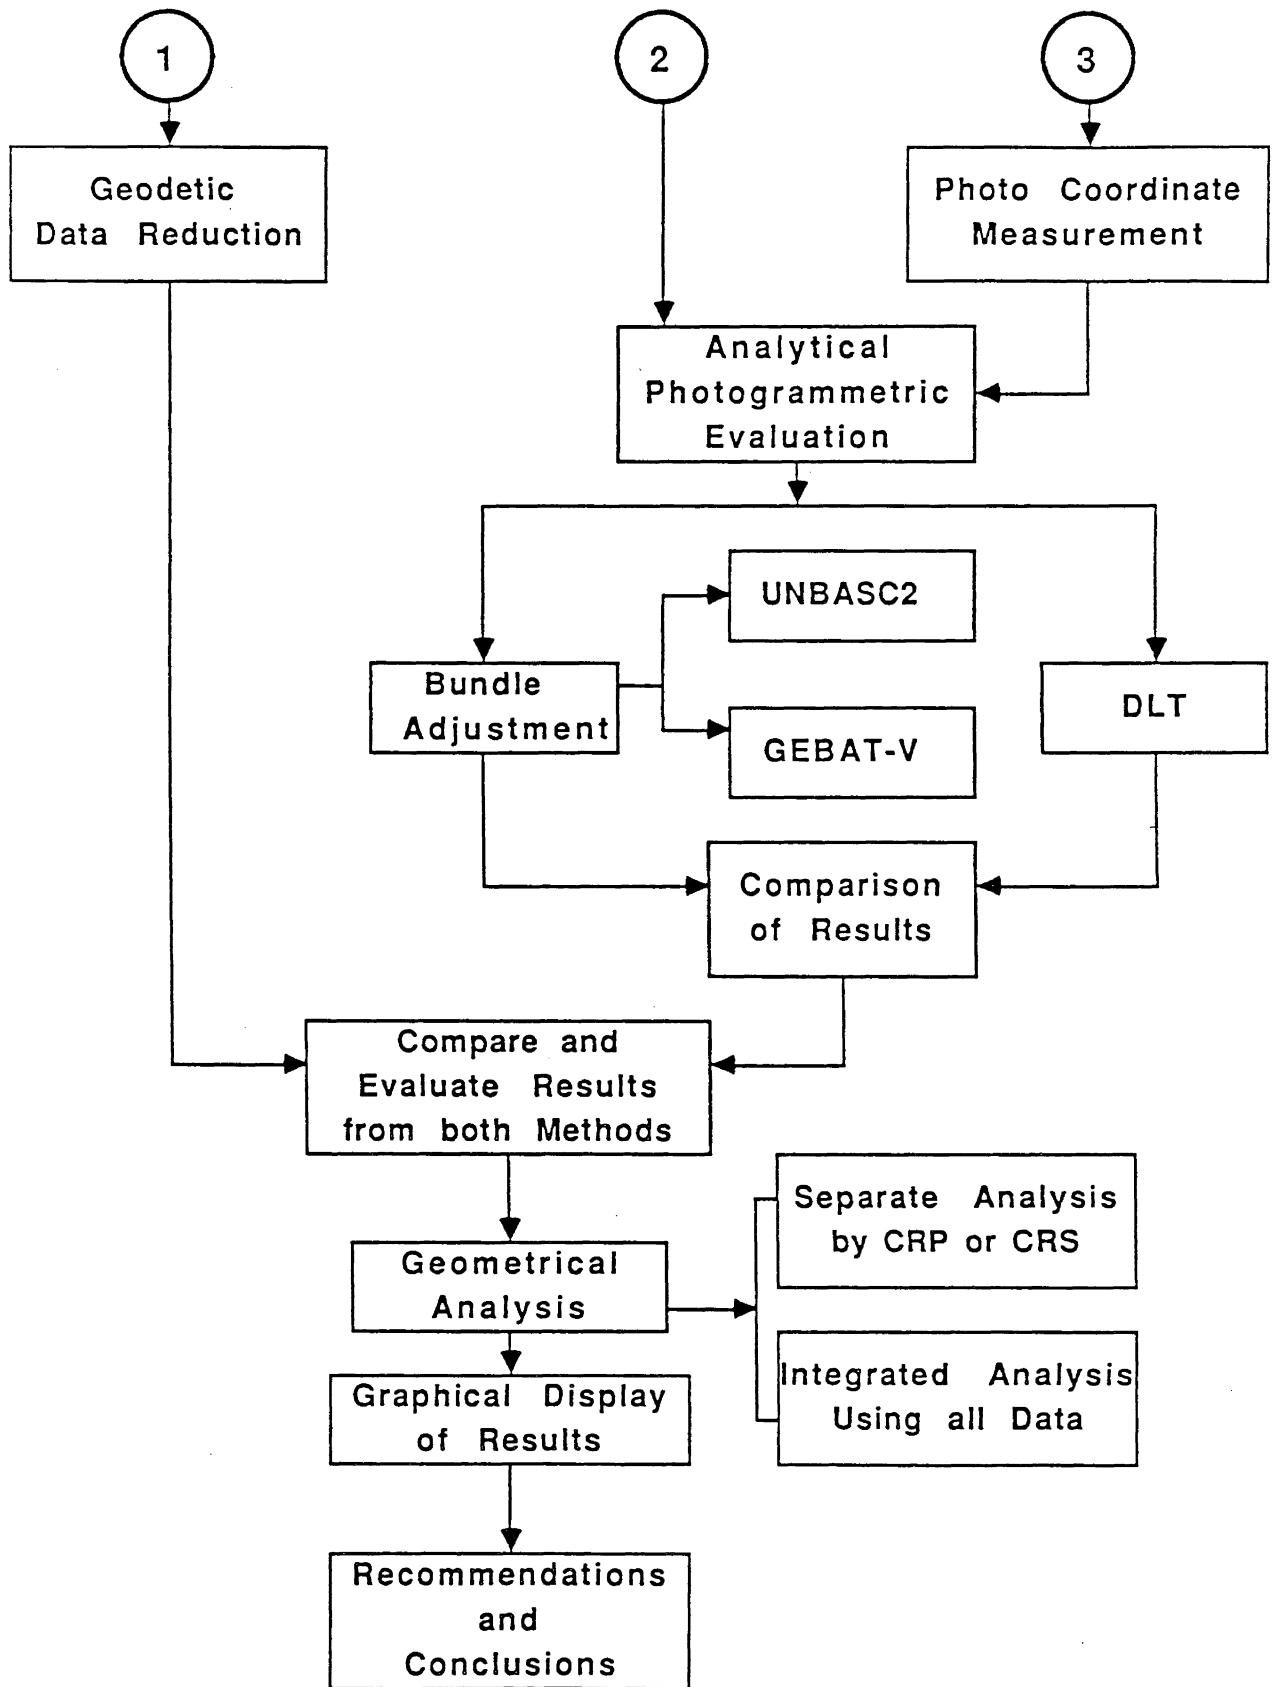 1
2
3
Geodetic
Data Reduction
Photo Coordinate
Measurement
Analytical
Photogrammetric
Evaluation
UNBASC2
Bundle
Adjustment
GEBAT-V
DLT
Comparison
of Results
Compare and
Evaluate Results
from both Methods
Separate Analysis
by CRP or CRS
Geometrical
Analysis
Integrated Analysis
Using all Data
Graphical Display
of Results
Recommendations
and
Conclusions